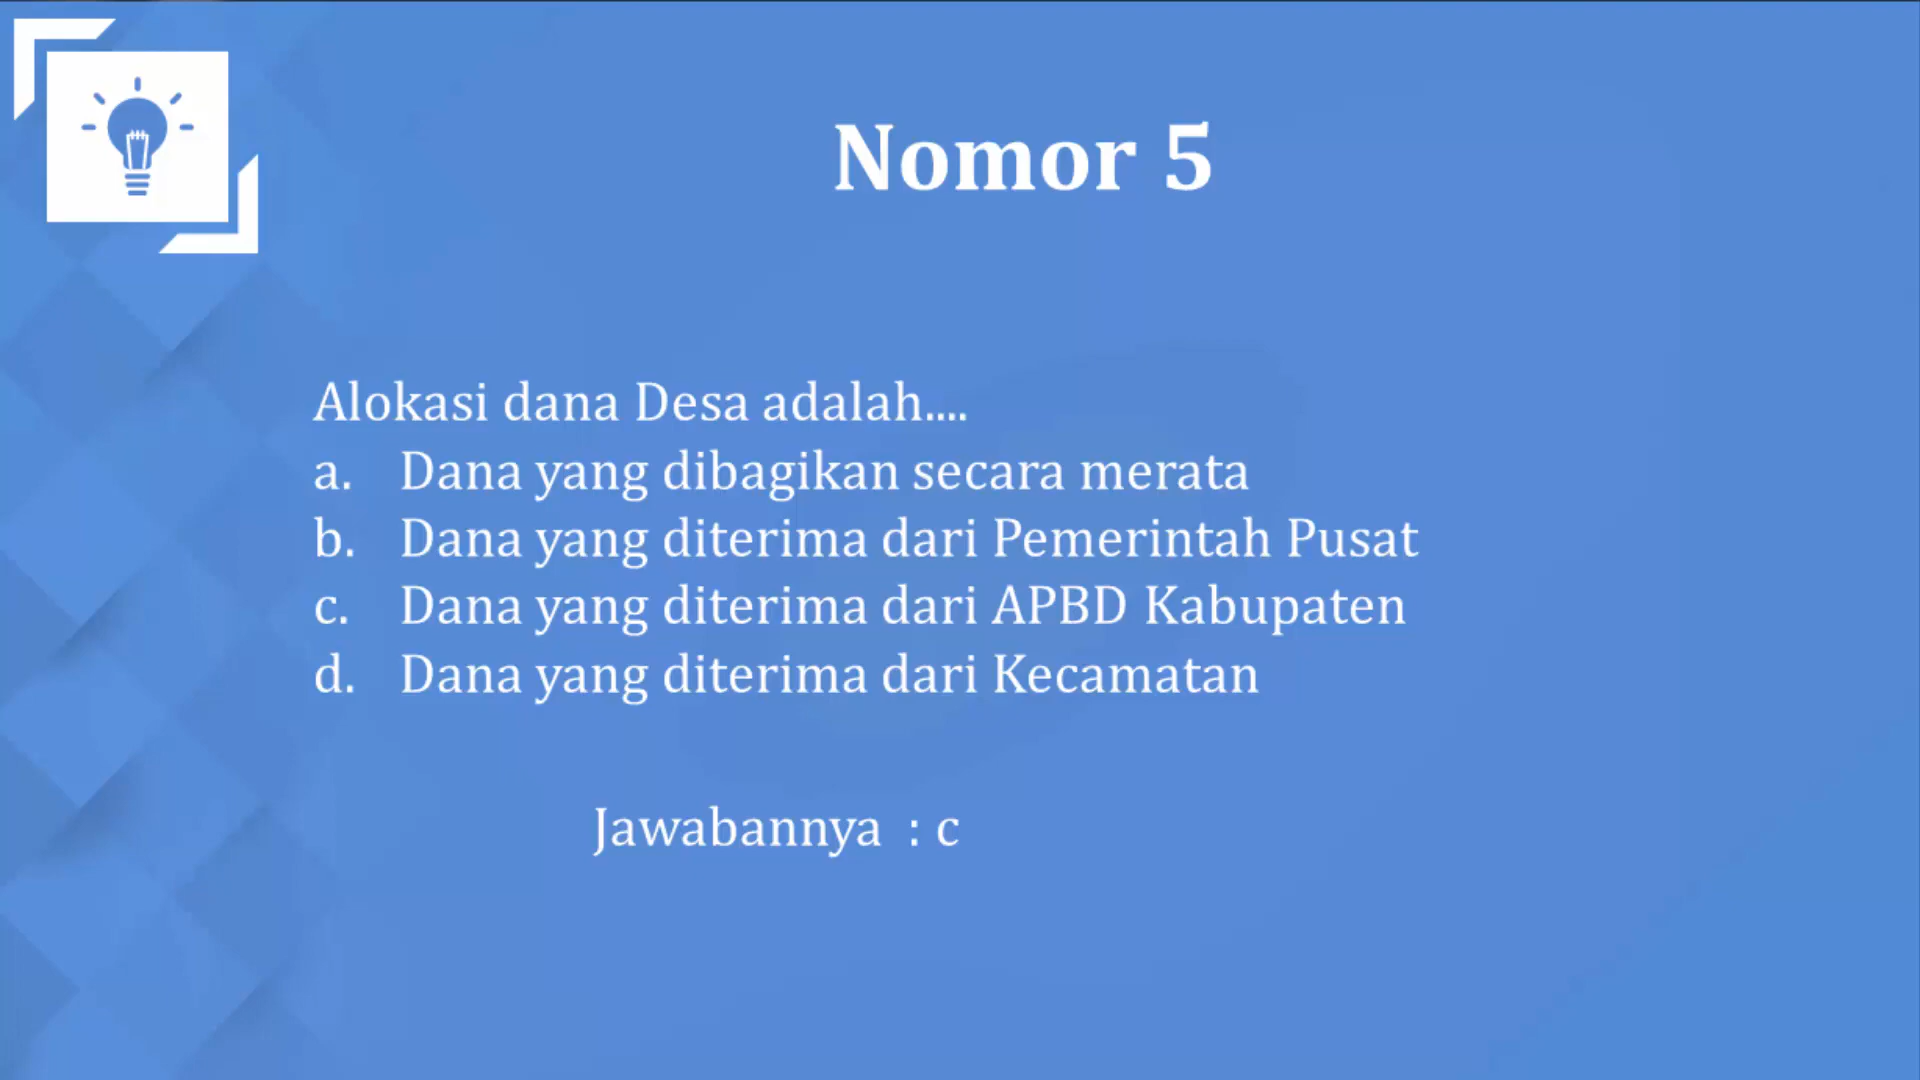 Nomor 5
Alokasi dana Desa adalah....
a. Dana yang dibagikan secara merata
b. Dana yang diterima dari Pemerintah Pusat
c. Dana yang diterima dari APBD Kabupaten
d. Dana yang diterima dari Kecamatan
Jawabannya : c